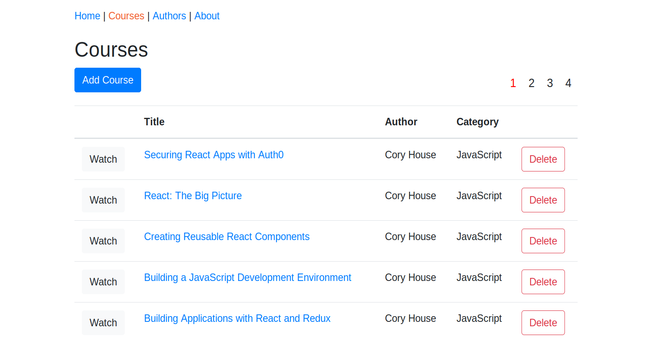 Home | Courses | Authors | About
Courses
Add Course
1 2 3 4
Title Author Category
Watch Securing React Apps with Auth0 Cory House JavaScript Delete
Watch React: The Big Picture Cory House JavaScript Delete
Watch Creating Reusable React Components Cory House JavaScript Delete
Watch Building a JavaScript Development Environment Cory House JavaScript Delete
Watch Building Applications with React and Redux Cory House JavaScript Delete